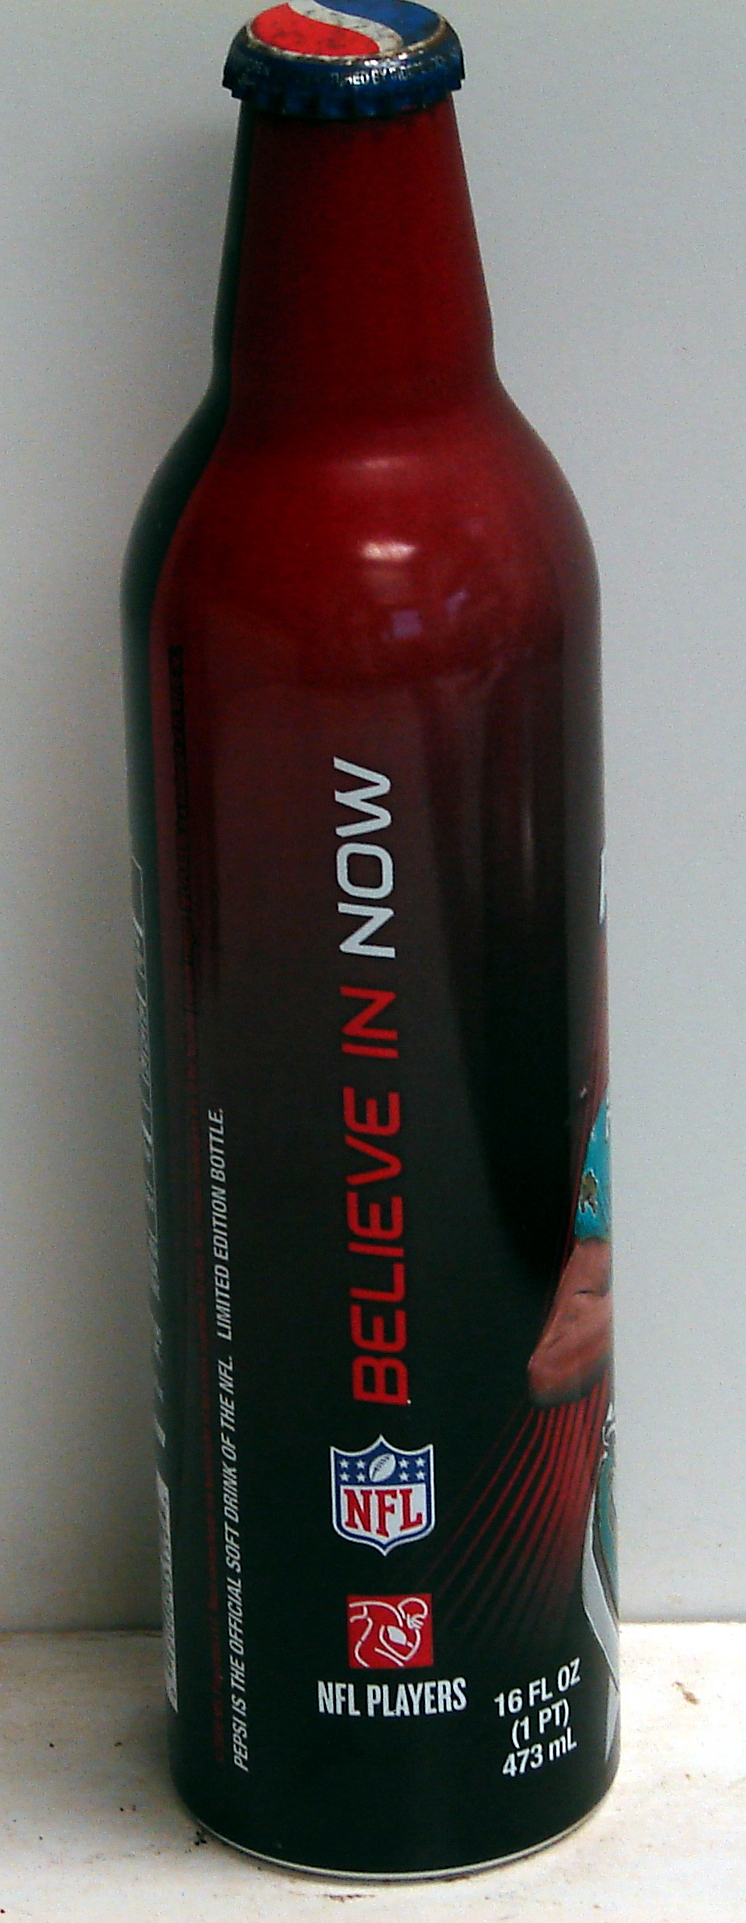 BELIEVE IN NOW
PEPSI IS THE OFFICIAL SOFT DRINK OF THE NFL. LIMITED EDITION BOTTLE.
NFL
NFL PLAYERS
16 FL OZ
(1 PT)
473 mL